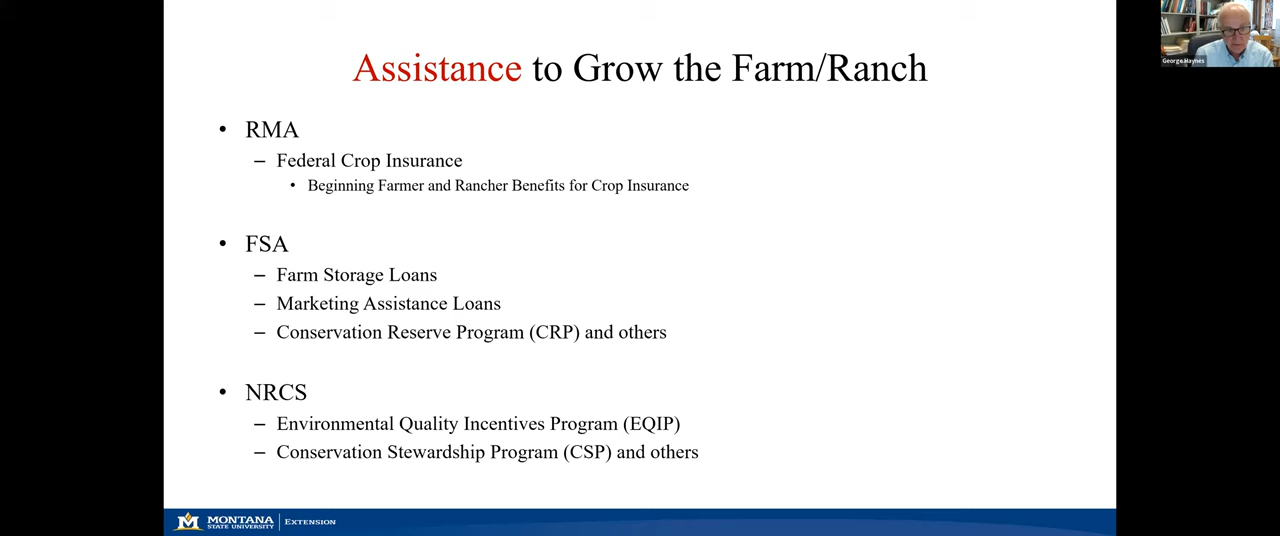 Assistance to Grow the Farm/Ranch
• RMA
– Federal Crop Insurance
• Beginning Farmer and Rancher Benefits for Crop Insurance
• FSA
– Farm Storage Loans
– Marketing Assistance Loans
– Conservation Reserve Program (CRP) and others
• NRCS
– Environmental Quality Incentives Program (EQIP)
– Conservation Stewardship Program (CSP) and others
MONTANA
STATE UNIVERSITY
EXTENSION
George Haynes